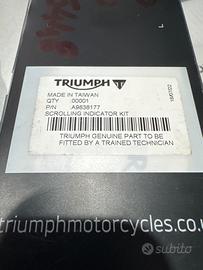 TRIUMPH
MADE IN TAIWAN
QTY :00001
P/N :A9638177
SCROLLING INDICATOR KIT
TRIUMPH GENUINE PART TO BE
FITTED BY A TRAINED TECHNICIAN
triumphmotorcycles.co.u
subito